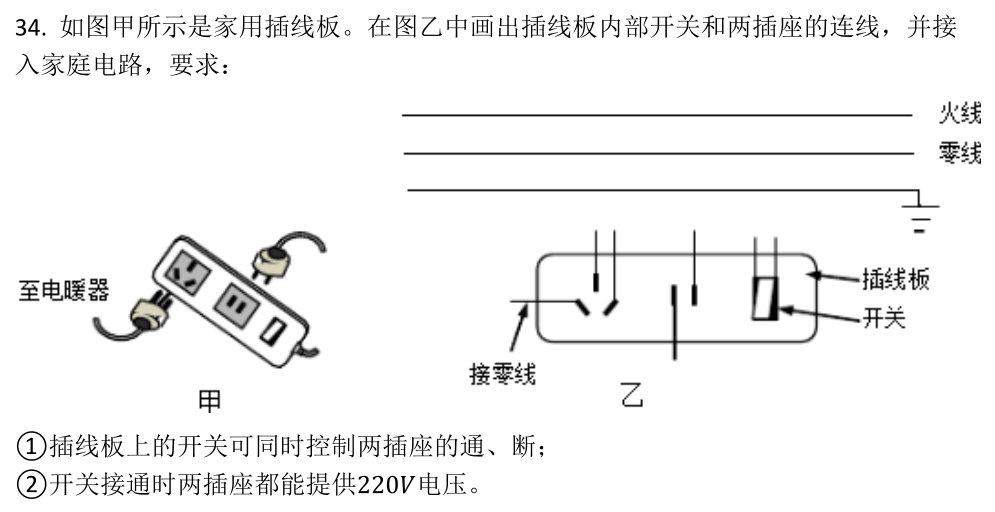 34. 如图甲所示是家用插线板。在图乙中画出插线板内部开关和两插座的连线，并接
入家庭电路，要求：
火线
零线
至电暖器
插线板
开关
接零线
甲
乙
①插线板上的开关可同时控制两插座的通、断；
②开关接通时两插座都能提供220V电压。